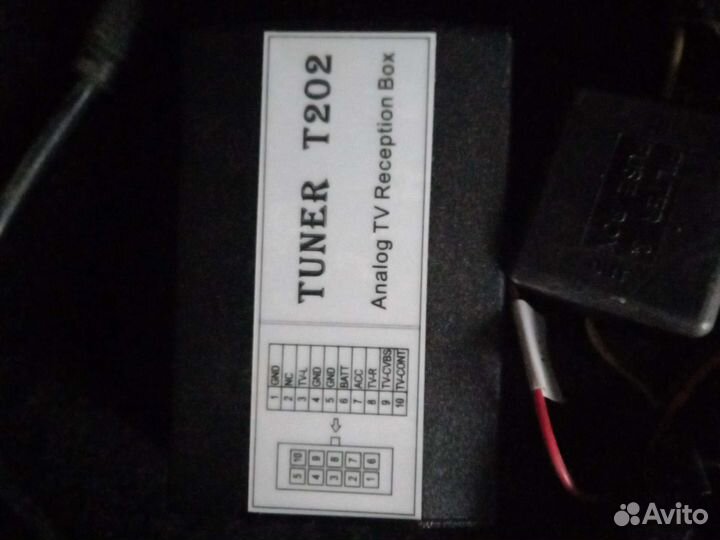 TUNER T202
Analog TV Reception Box
1 GND
2 NC
3 TV-L
4 GND
5 GND
6 BATT
7 ACC
8 TV-R
9 TV-CVBS
10 TV-CONT
5 10
4 9
3 8
2 7
1 6
Avito